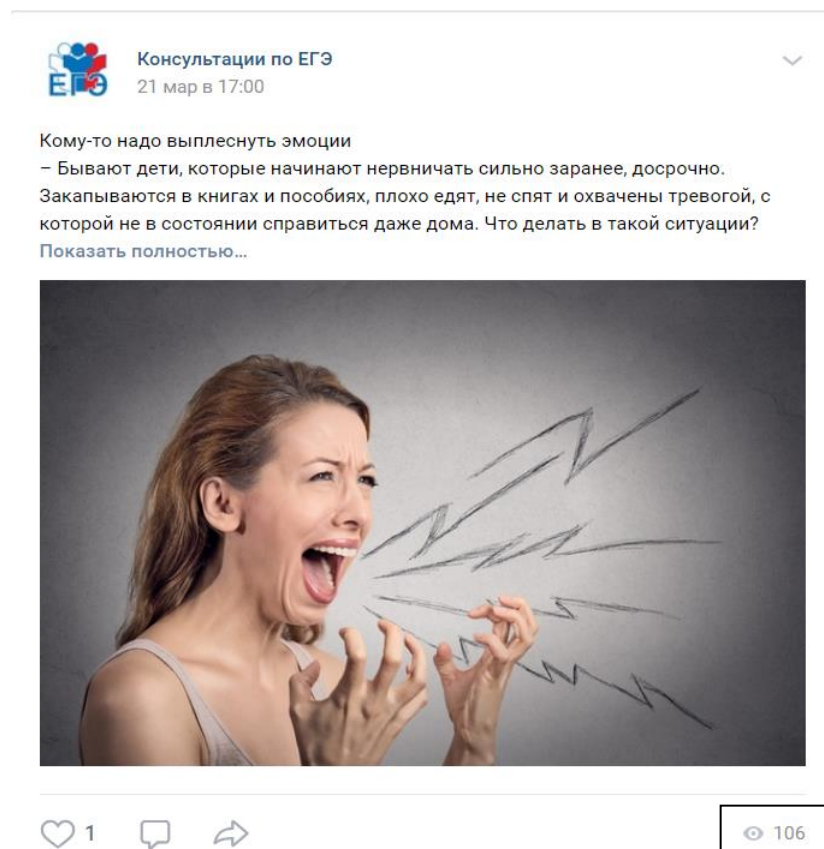 ЕГЭ
Консультации по ЕГЭ
21 мар в 17:00
Кому-то надо выплеснуть эмоции
– Бывают дети, которые начинают нервничать сильно заранее, досрочно.
Закапываются в книгах и пособиях, плохо едят, не спят и охвачены тревогой, с
которой не в состоянии справиться даже дома. Что делать в такой ситуации?
Показать полностью...
1
106